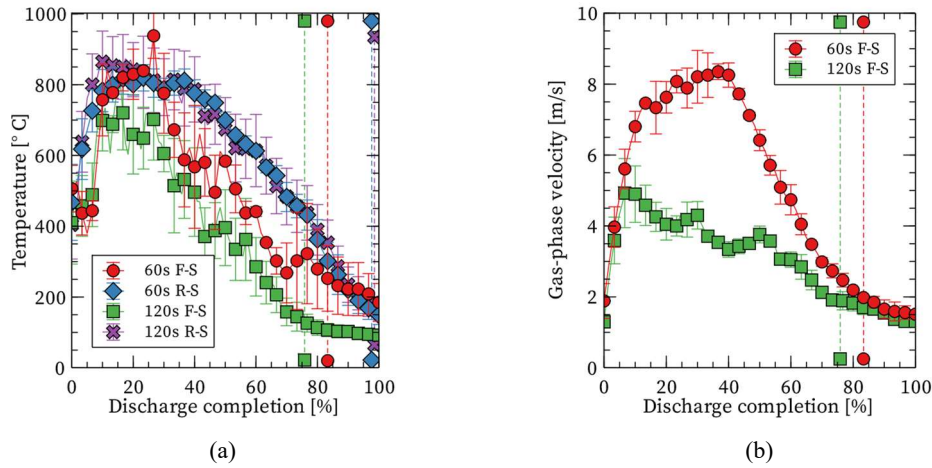 1000
800
600
400
200
0
Temperature [° C]
60s F-S
60s R-S
120s F-S
120s R-S
0 20 40 60 80 100
Discharge completion [%]
(a)
10
8
6
4
2
0
Gas-phase velocity [m/s]
60s F-S
120s F-S
0 20 40 60 80 100
Discharge completion [%]
(b)